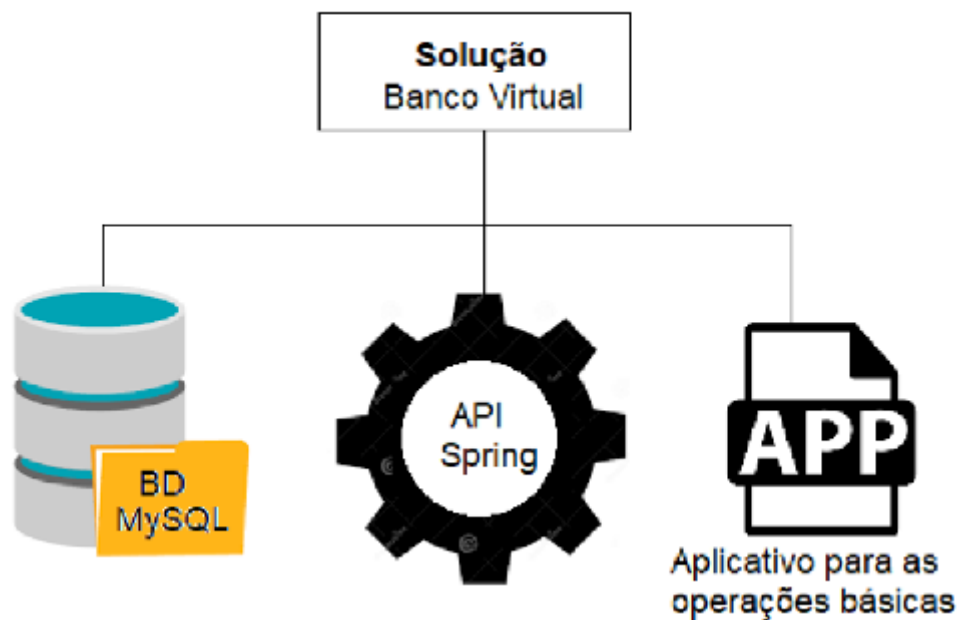 Solução
Banco Virtual
BD
MySQL
API
Spring
APP
Aplicativo para as
operações básicas